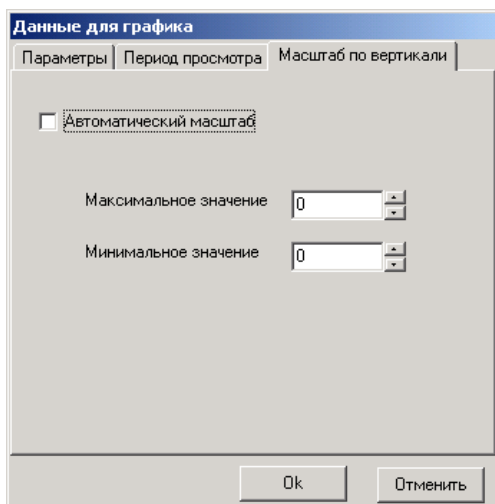 Данные для графика
Параметры Период просмотра Масштаб по вертикали
Автоматический масштаб
Максимальное значение 0
Минимальное значение 0
Ok Отменить